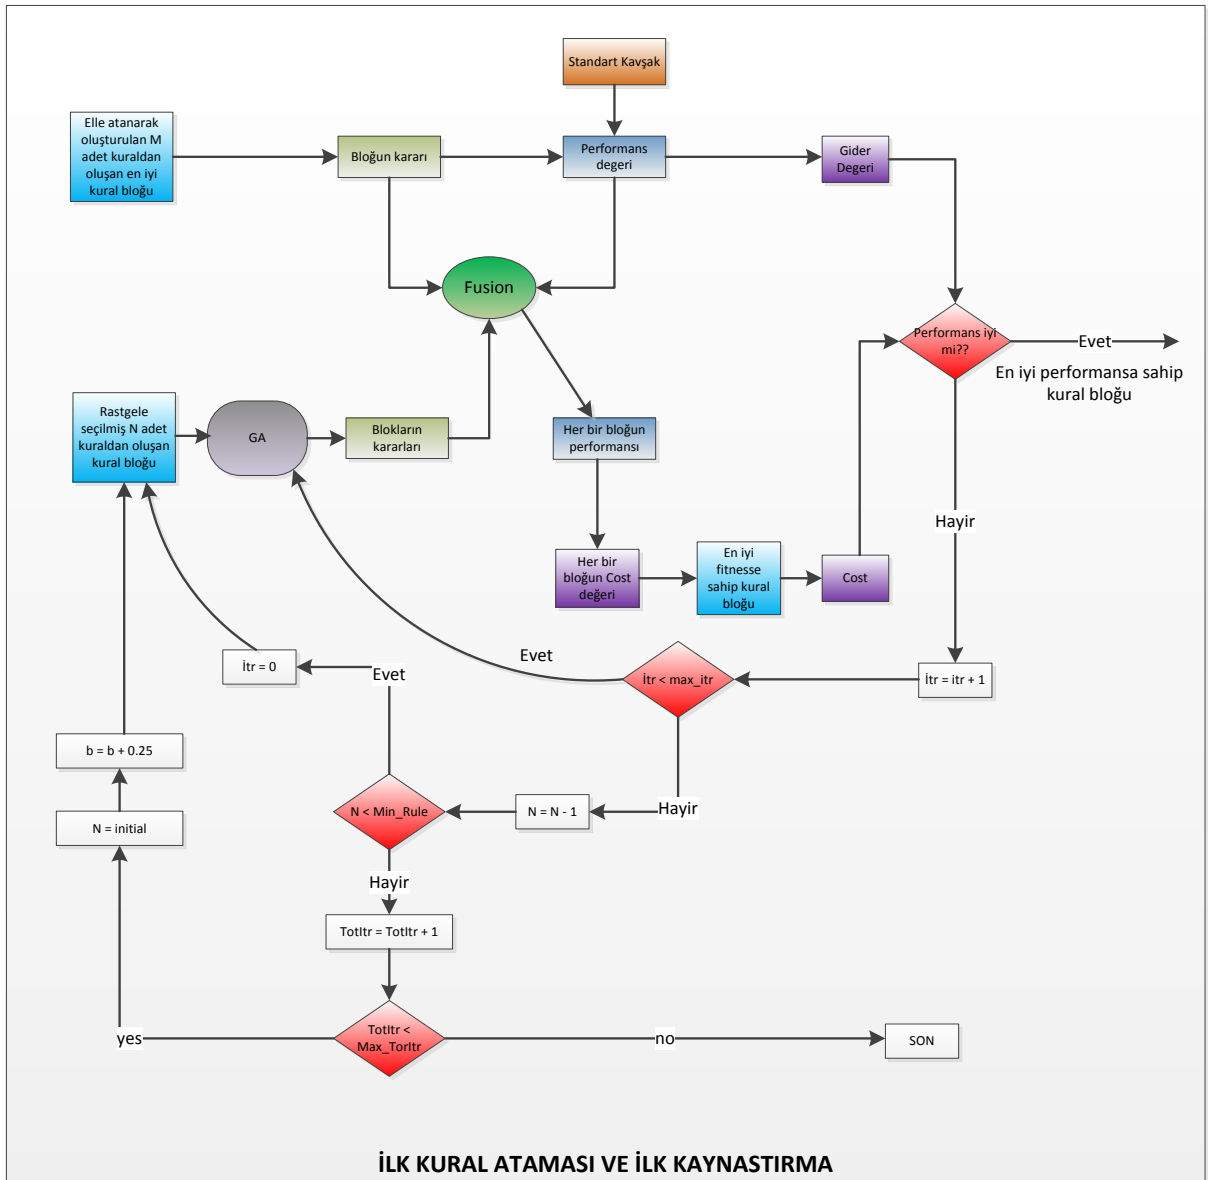 Standart Kavşak
Elle atanarak
oluşturulan M
adet kuraldan
oluşan en iyi
kural bloğu
Bloğun kararı
Performans
degeri
Gider
Degeri
Fusion
Performans iyi
mi??
Evet
En iyi performansa sahip
kural bloğu
Rastgele
seçilmiş N adet
kuraldan oluşan
kural bloğu
GA
Blokların
kararları
Her bir bloğun
performansı
Hayir
Her bir
bloğun Cost
değeri
En iyi
fitnesse
sahip kural
bloğu
Cost
Evet
İtr = 0
Evet
İtr < max_itr
İtr = itr + 1
b = b + 0.25
N = initial
N < Min_Rule
N = N - 1
Hayir
Hayir
TotItr = TotItr + 1
TotItr <
Max_TorItr
yes
no
SON
İLK KURAL ATAMASI VE İLK KAYNASTIRMA